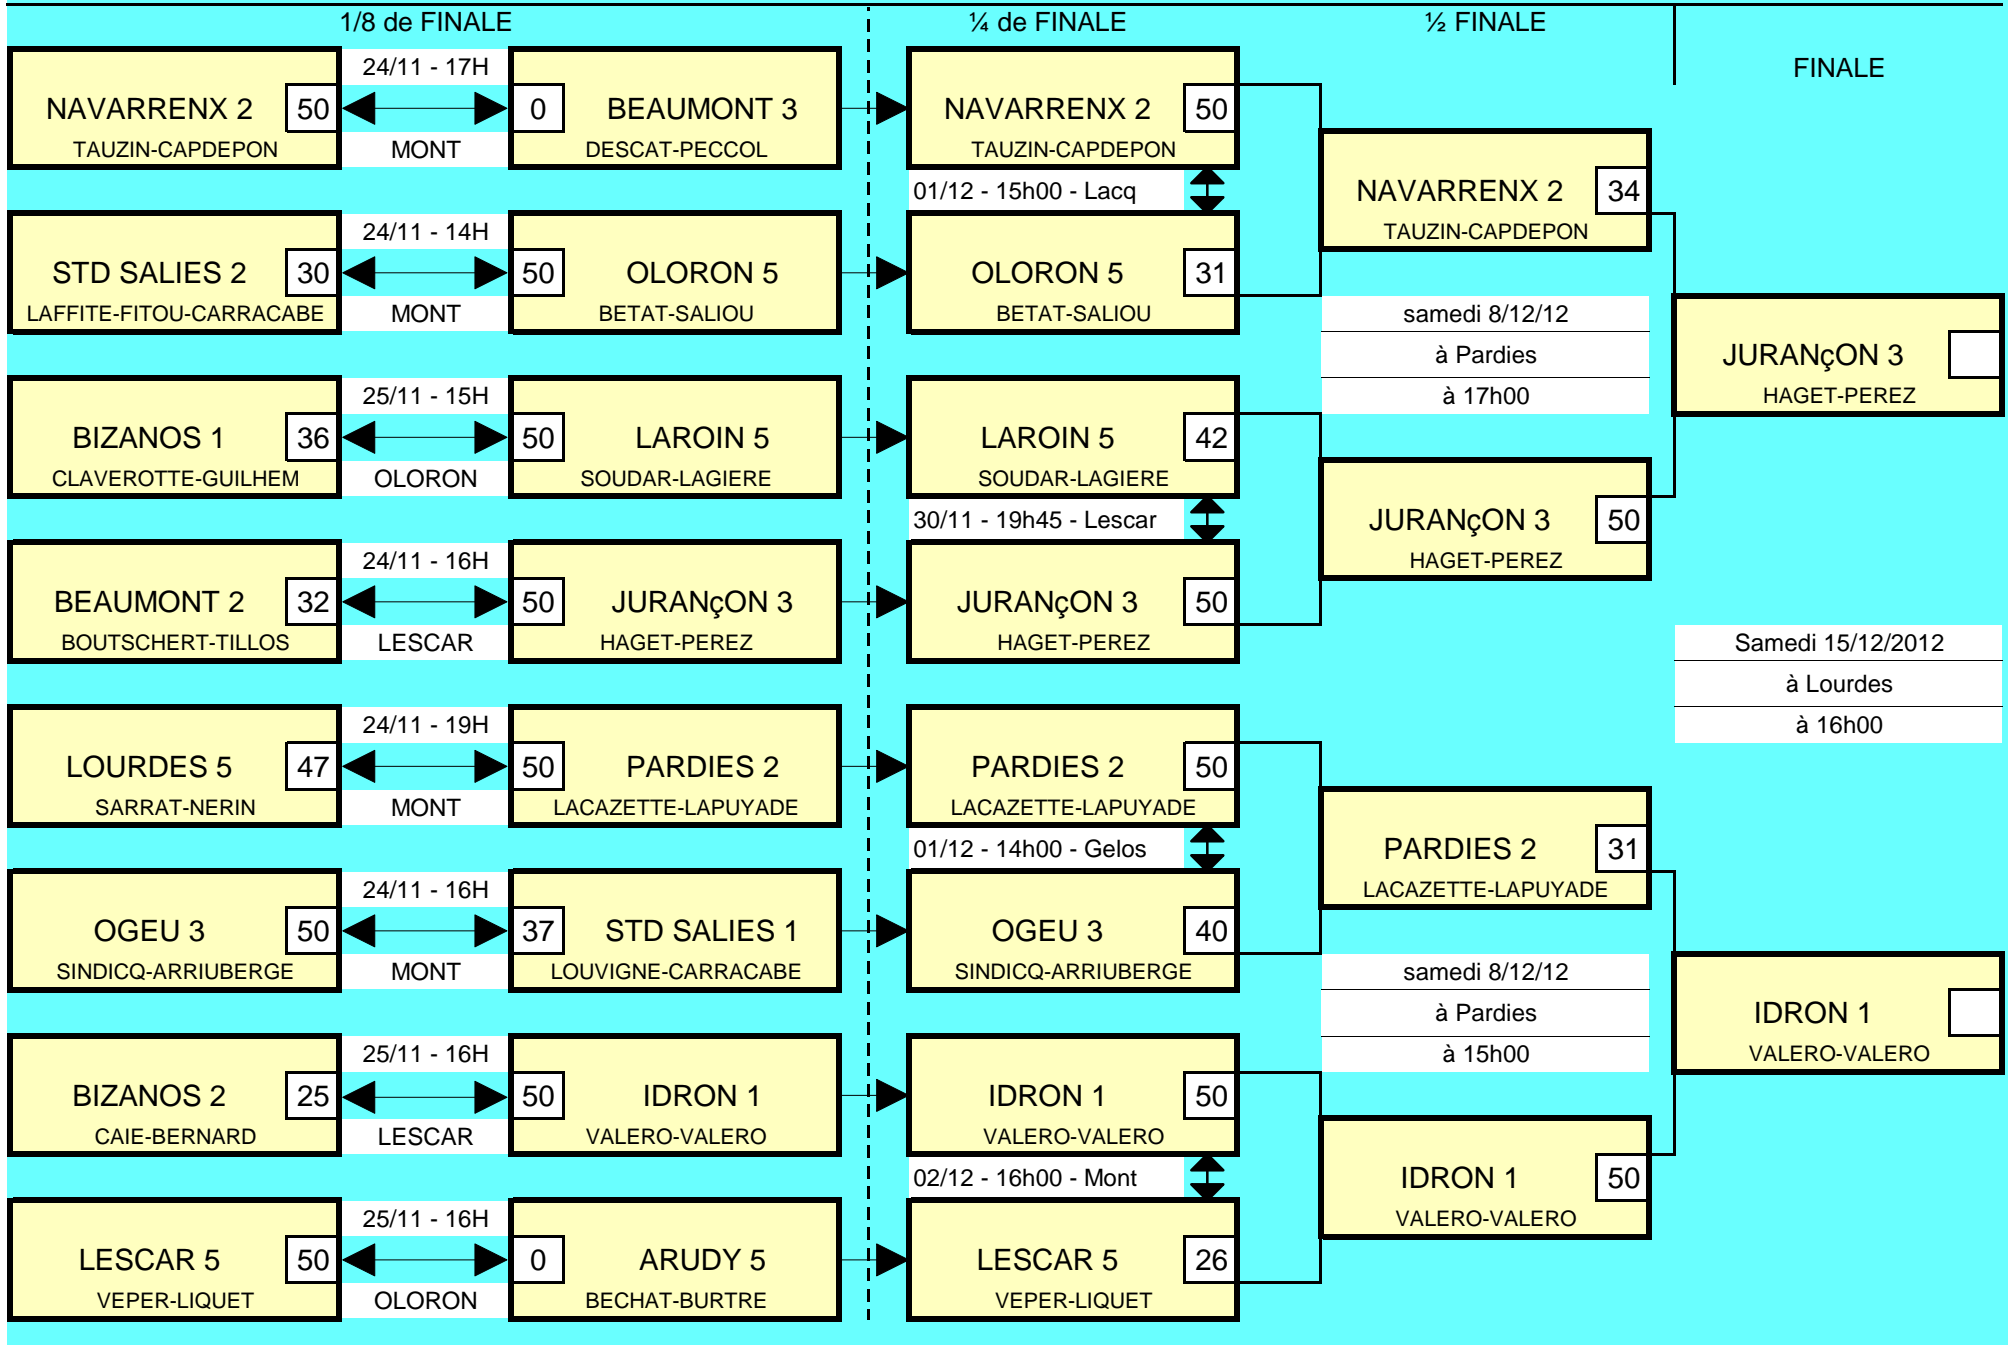 1/8 de FINALE
¼ de FINALE
½ FINALE
FINALE
24/11 - 17H
NAVARRENX 2
50
0
BEAUMONT 3
TAUZIN-CAPDEPON
MONT
DESCAT-PECCOL
24/11 - 14H
STD SALIES 2
30
50
OLORON 5
LAFFITE-FITOU-CARRACABE
MONT
BETAT-SALIOU
25/11 - 15H
BIZANOS 1
36
50
LAROIN 5
CLAVEROTTE-GUILHEM
OLORON
SOUDAR-LAGIERE
24/11 - 16H
BEAUMONT 2
32
50
JURANçON 3
BOUTSCHERT-TILLOS
LESCAR
HAGET-PEREZ
24/11 - 19H
LOURDES 5
47
50
PARDIES 2
SARRAT-NERIN
MONT
LACAZETTE-LAPUYADE
24/11 - 16H
OGEU 3
50
37
STD SALIES 1
SINDICQ-ARRIUBERGE
MONT
LOUVIGNE-CARRACABE
25/11 - 16H
BIZANOS 2
25
50
IDRON 1
CAIE-BERNARD
LESCAR
VALERO-VALERO
25/11 - 16H
LESCAR 5
50
0
ARUDY 5
VEPER-LIQUET
OLORON
BECHAT-BURTRE
NAVARRENX 2
50
TAUZIN-CAPDEPON
01/12 - 15h00 - Lacq
OLORON 5
31
BETAT-SALIOU
LAROIN 5
42
SOUDAR-LAGIERE
30/11 - 19h45 - Lescar
JURANçON 3
50
HAGET-PEREZ
PARDIES 2
50
LACAZETTE-LAPUYADE
01/12 - 14h00 - Gelos
OGEU 3
40
SINDICQ-ARRIUBERGE
IDRON 1
50
VALERO-VALERO
02/12 - 16h00 - Mont
LESCAR 5
26
VEPER-LIQUET
NAVARRENX 2
34
TAUZIN-CAPDEPON
samedi 8/12/12
à Pardies
à 17h00
JURANçON 3
50
HAGET-PEREZ
PARDIES 2
31
LACAZETTE-LAPUYADE
samedi 8/12/12
à Pardies
à 15h00
IDRON 1
50
VALERO-VALERO
JURANçON 3
HAGET-PEREZ
Samedi 15/12/2012
à Lourdes
à 16h00
IDRON 1
VALERO-VALERO